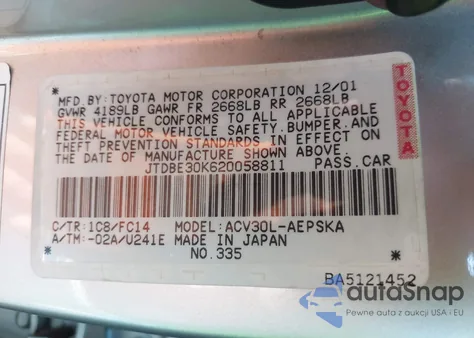 MFD.BY:TOYOTA MOTOR CORPORATION 12/01
GVWR 4189LB GAWR FR 2668LB RR 2668LB
THIS VEHICLE CONFORMS TO ALL APPLICABLE
FEDERAL MOTOR VEHICLE SAFETY,BUMPER,AND
THEFT PREVENTION STANDARDS IN EFFECT ON
THE DATE OF MANUFACTURE SHOWN ABOVE.
JTDBE30K620058811 PASS.CAR
TOYOTA
C/TR:1C8/FC14 MODEL:ACV30L-AEPSKA
A/TM:-02A/U241E MADE IN JAPAN
NO.335
BA5121452
autoSnap
Pewne auta z aukcji USA i EU